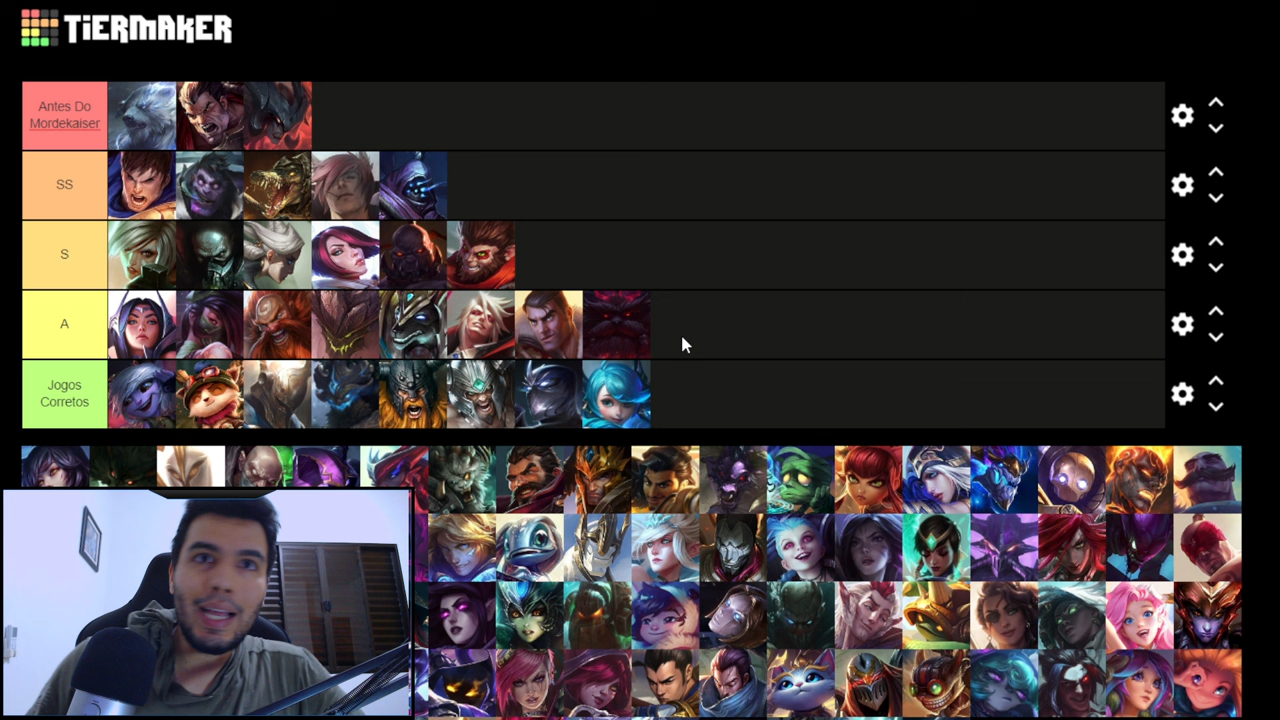 TIERMAKER
Antes Do
Mordekaiser
SS
S
A
Jogos
Corretos